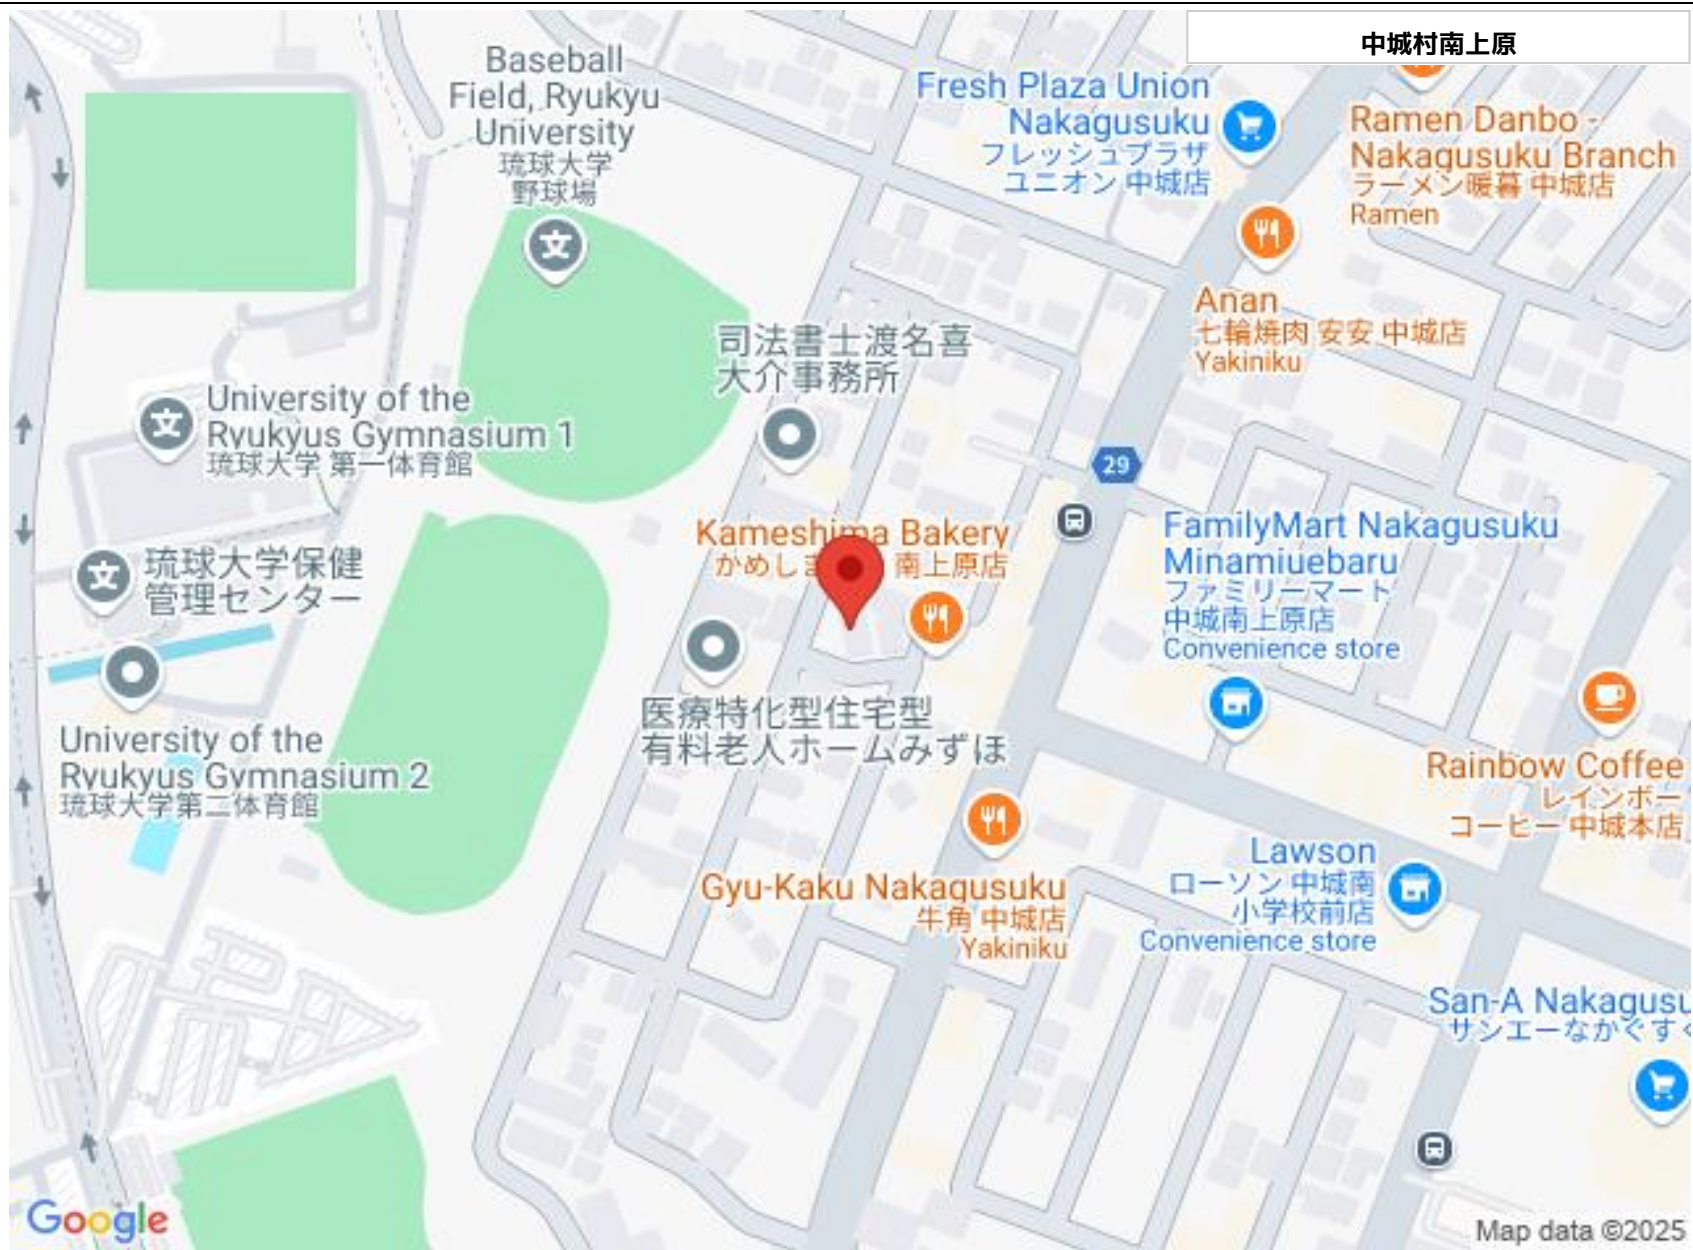 中城村南上原
Baseball
Field, Ryukyu
University
琉球大学
野球場
Fresh Plaza Union
Nakagusuku
フレッシュプラザ
ユニオン 中城店
Ramen Danbo -
Nakagusuku Branch
ラーメン暖暮 中城店
Ramen
Anan
七輪焼肉 安安 中城店
Yakiniku
司法書士渡名喜
大介事務所
University of the
Ryukyus Gymnasium 1
琉球大学 第一体育館
29
Kameshima Bakery
かめしま 南上原店
FamilyMart Nakagusuku
Minamiuebaru
ファミリーマート
中城南上原店
Convenience store
琉球大学保健
管理センター
医療特化型住宅型
有料老人ホームみずほ
University of the
Ryukyus Gymnasium 2
琉球大学第二体育館
Rainbow Coffee
レインボー
コーヒー 中城本店
Gyu-Kaku Nakagusuku
牛角 中城店
Yakiniku
Lawson
ローソン 中城南
小学校前店
Convenience store
San-A Nakagusu
サンエーなかぐすく
Google
Map data ©2025